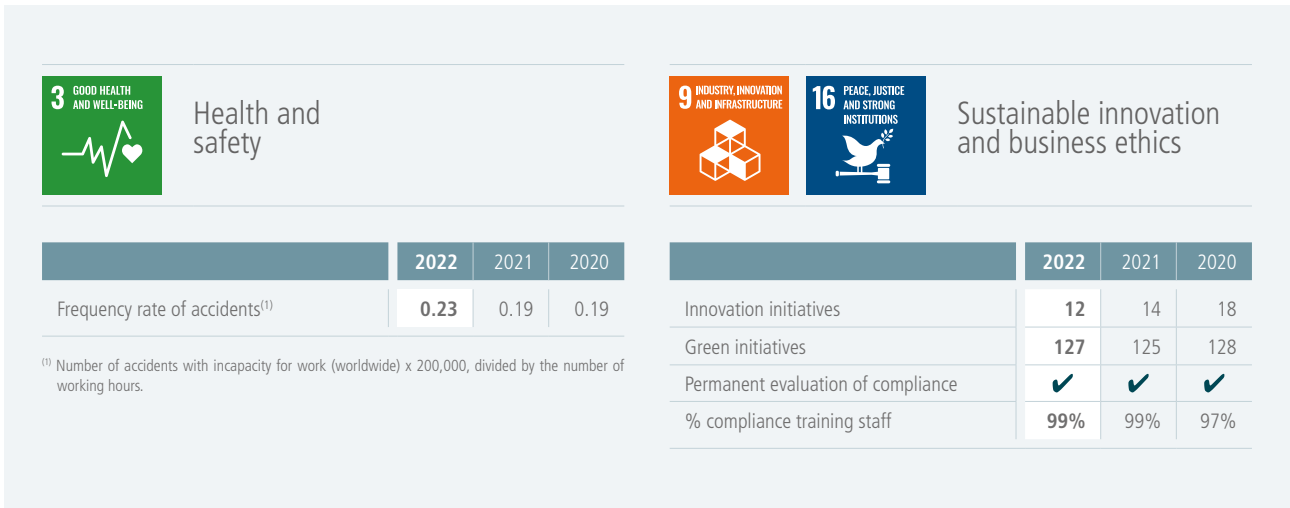 3 GOOD HEALTH
AND WELL-BEING
Health and
safety
2022 2021 2020
Frequency rate of accidents(1) 0.23 0.19 0.19
(1) Number of accidents with incapacity for work (worldwide) x 200,000, divided by the number of
working hours.
9 INDUSTRY, INNOVATION
AND INFRASTRUCTURE
16 PEACE, JUSTICE
AND STRONG
INSTITUTIONS
Sustainable innovation
and business ethics
2022 2021 2020
Innovation initiatives 12 14 18
Green initiatives 127 125 128
Permanent evaluation of compliance ✔ ✔ ✔
% compliance training staff 99% 99% 97%